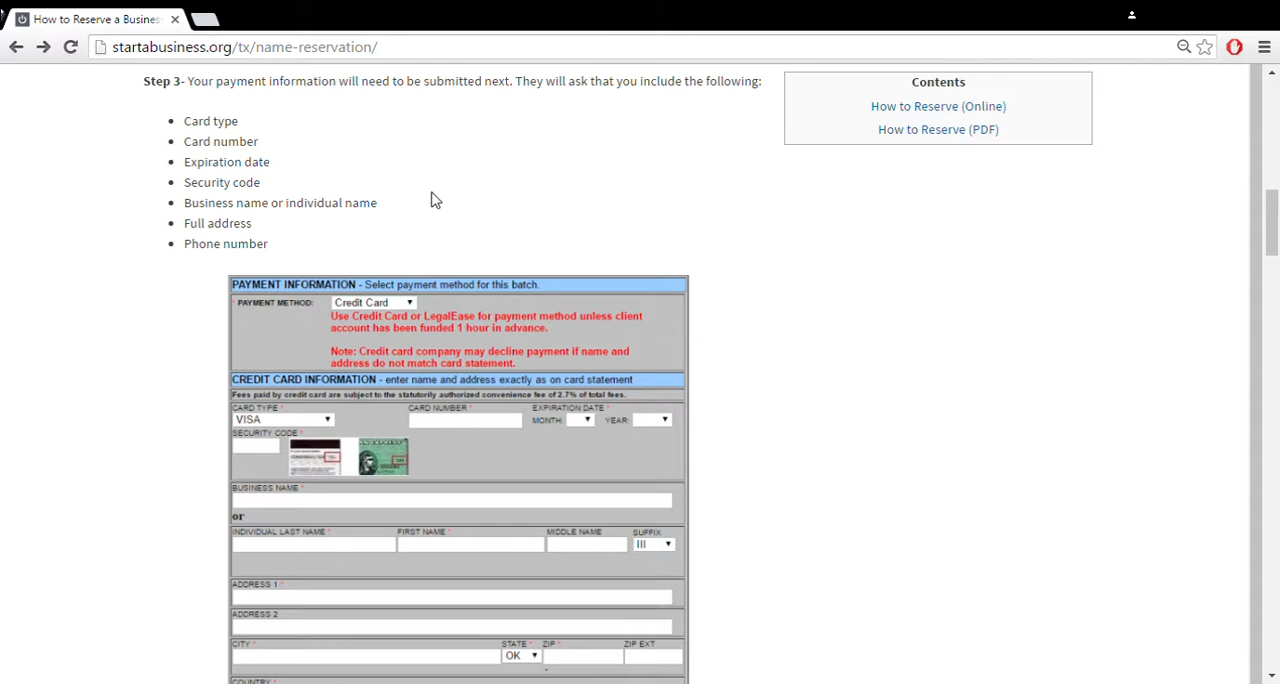 How to Reserve a Busines
startabusiness.org/tx/name-reservation/
Step 3- Your payment information will need to be submitted next. They will ask that you include the following:
Card type
Card number
Expiration date
Security code
Business name or individual name
Full address
Phone number
Contents
How to Reserve (Online)
How to Reserve (PDF)
PAYMENT INFORMATION - Select payment method for this batch.
* PAYMENT METHOD: Credit Card
Use Credit Card or LegalEase for payment method unless client
account has been funded 1 hour in advance.
Note: Credit card company may decline payment if name and
address do not match card statement.
CREDIT CARD INFORMATION - enter name and address exactly as on card statement
Fees paid by credit card are subject to the statutorily authorized convenience fee of 2.7% of total fees.
CARD TYPE * CARD NUMBER * EXPIRATION DATE *
VISA MONTH: YEAR:
SECURITY CODE *
BUSINESS NAME *
or
INDIVIDUAL LAST NAME * FIRST NAME * MIDDLE NAME SUFFIX
III
ADDRESS 1 *
ADDRESS 2
CITY * STATE * ZIP * ZIP EXT
OK
-
COUNTRY *